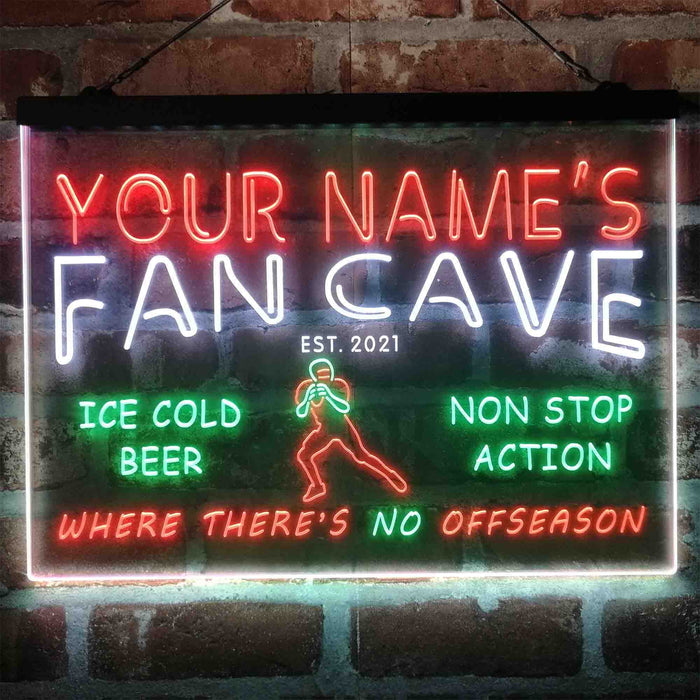 YOUR NAME'S
FAN CAVE
EST. 2021
ICE COLD
BEER
NON STOP
ACTION
WHERE THERE'S NO OFFSEASON